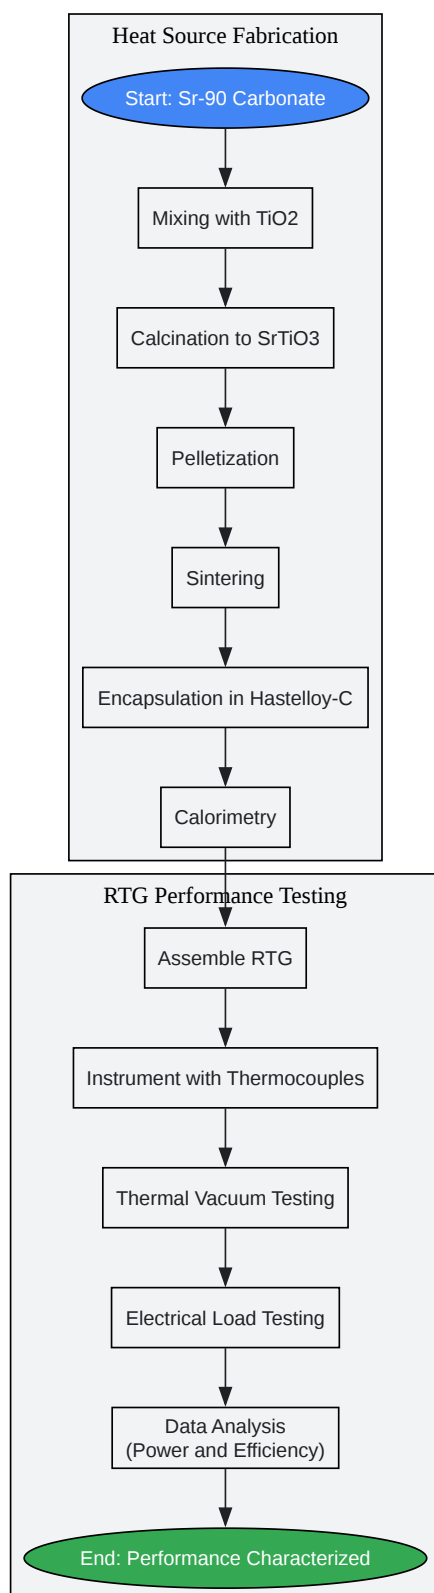 Heat Source Fabrication
Start: Sr-90 Carbonate
Mixing with TiO2
Calcination to SrTiO3
Pelletization
Sintering
Encapsulation in Hastelloy-C
Calorimetry
RTG Performance Testing
Assemble RTG
Instrument with Thermocouples
Thermal Vacuum Testing
Electrical Load Testing
Data Analysis
(Power and Efficiency)
End: Performance Characterized